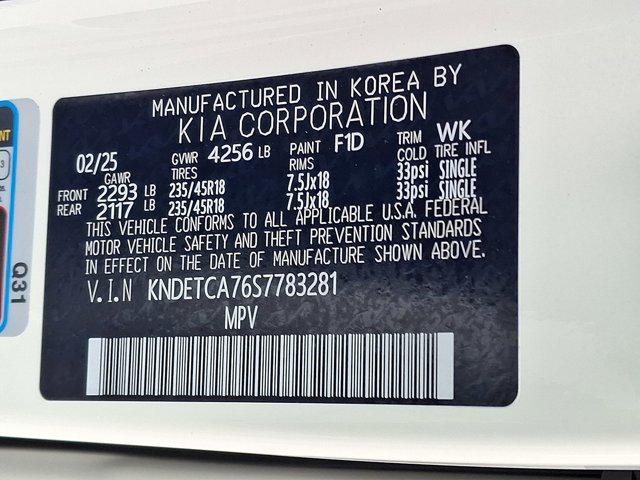 MANUFACTURED IN KOREA BY
KIA CORPORATION
02/25 GVWR 4256 LB PAINT F1D TRIM WK
GAWR TIRES RIMS COLD TIRE INFL
FRONT 2293 LB 235/45R18 7.5Jx18 33psi SINGLE
REAR 2117 LB 235/45R18 7.5Jx18 33psi SINGLE
THIS VEHICLE CONFORMS TO ALL APPLICABLE U.S.A. FEDERAL
MOTOR VEHICLE SAFETY AND THEFT PREVENTION STANDARDS
IN EFFECT ON THE DATE OF MANUFACTURE SHOWN ABOVE.
V.I.N KNDETCA76S7783281
MPV
Q31